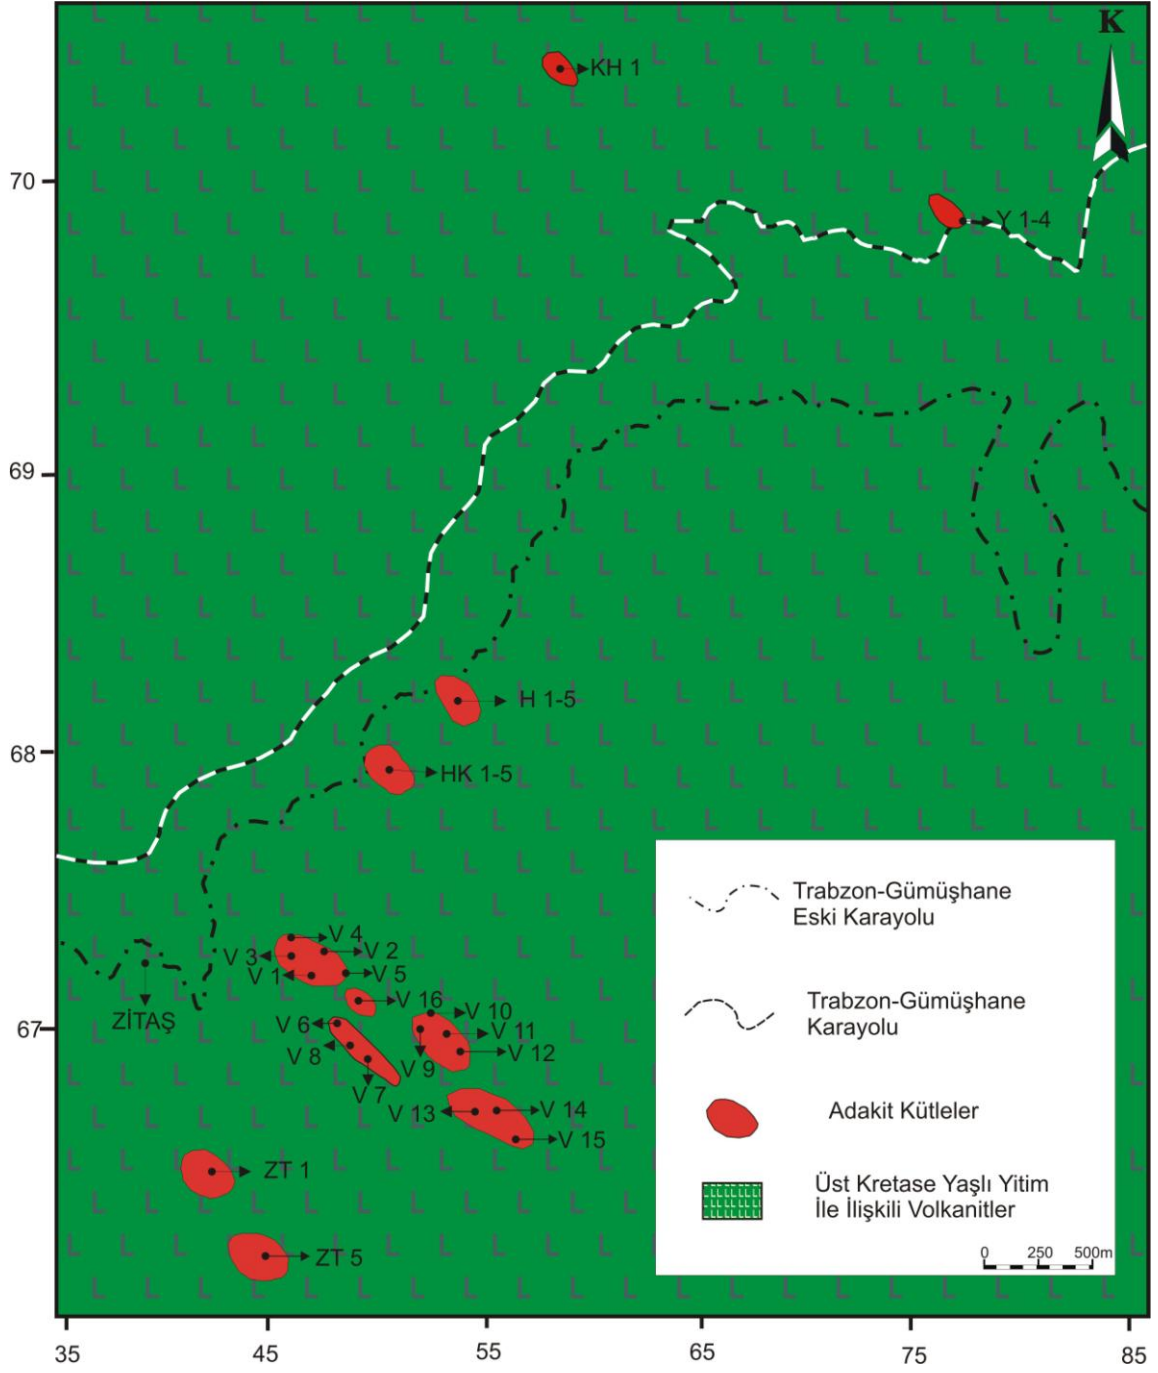 K
KH 1
70
Y 1-4
69
H 1-5
68
HK 1-5
V 4
V 3
V 2
V 1
V 5
V 16
V 10
ZİTAŞ
67
V 6
V 11
V 8
V 12
V 9
V 7
V 13
V 14
V 15
ZT 1
ZT 5
Trabzon-Gümüşhane
Eski Karayolu
Trabzon-Gümüşhane
Karayolu
Adakit Kütleler
Üst Kretase Yaşlı Yitim
İle İlişkili Volkanitler
0 250 500m
35 45 55 65 75 85